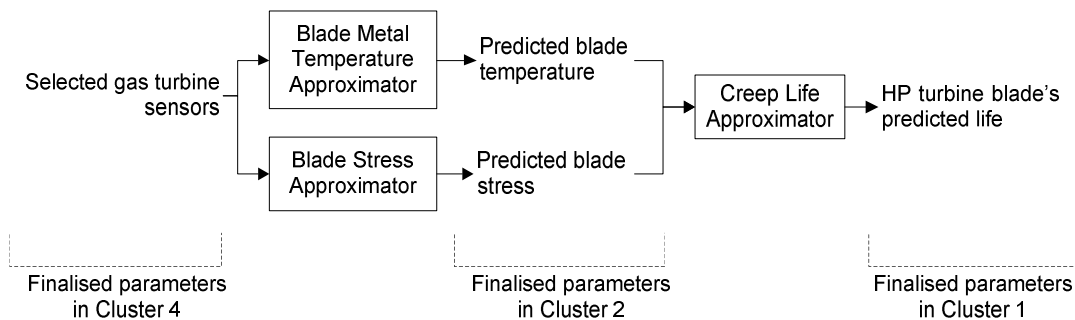 Selected gas turbine
sensors
Blade Metal
Temperature
Approximator
Blade Stress
Approximator
Predicted blade
temperature
Predicted blade
stress
Creep Life
Approximator
HP turbine blade's
predicted life
Finalised parameters
in Cluster 4
Finalised parameters
in Cluster 2
Finalised parameters
in Cluster 1